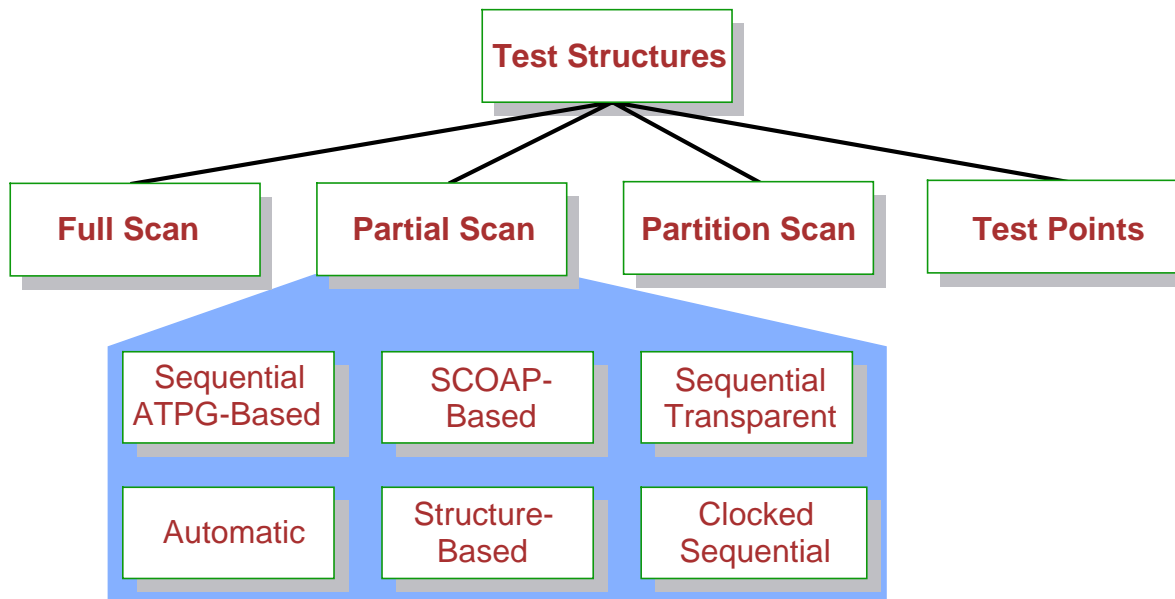 Test Structures
Full Scan
Partial Scan
Partition Scan
Test Points
Sequential
ATPG-Based
SCOAP-
Based
Sequential
Transparent
Automatic
Structure-
Based
Clocked
Sequential